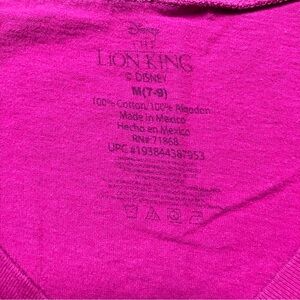 Disney
THE
LION KING
© DISNEY
M(7-9)
100% Cotton/100% Algodon
Made in Mexico
Hecho en Mexico
RN# 71868
UPC #193844387953